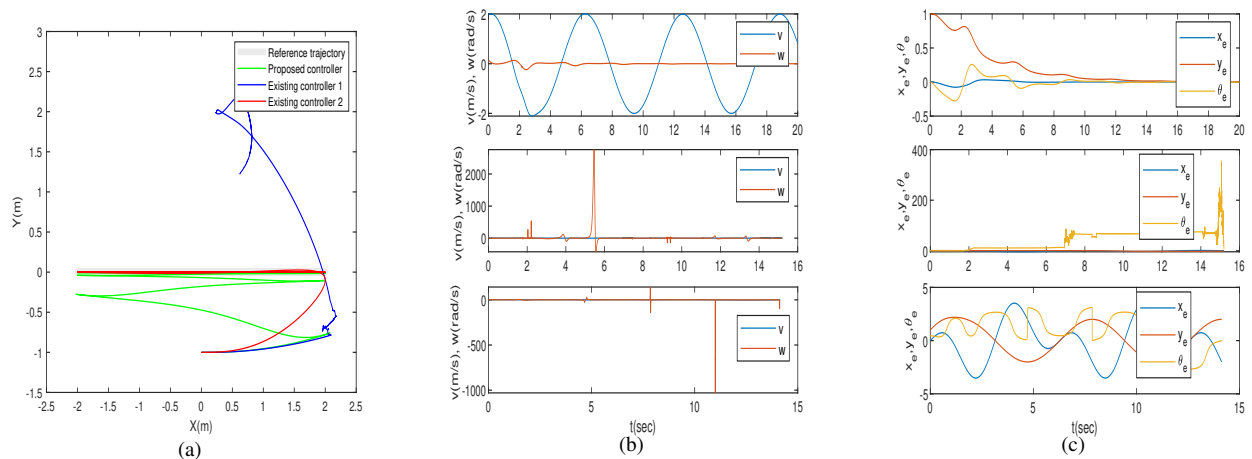 3
2.5
2
1.5
1
0.5
0
-0.5
-1
-1.5
Y(m)
Reference trajectory
Proposed controller
Existing controller 1
Existing controller 2
-2.5 -2 -1.5 -1 -0.5 0 0.5 1 1.5 2 2.5
X(m)
(a)
2
0
-2
v(m/s), w(rad/s)
v
w
0 2 4 6 8 10 12 14 16 18 20
2000
1000
0
v(m/s), w(rad/s)
v
w
0 2 4 6 8 10 12 14 16
0
-500
-1000
v(m/s), w(rad/s)
v
w
0 5 10 15
t(sec)
(b)
1
0.5
0
-0.5
x_e,y_e,θ_e
x_e
y_e
θ_e
0 2 4 6 8 10 12 14 16 18 20
400
200
0
x_e,y_e,θ_e
x_e
y_e
θ_e
0 2 4 6 8 10 12 14 16
5
0
-5
x_e,y_e,θ_e
x_e
y_e
θ_e
0 5 10 15
t(sec)
(c)